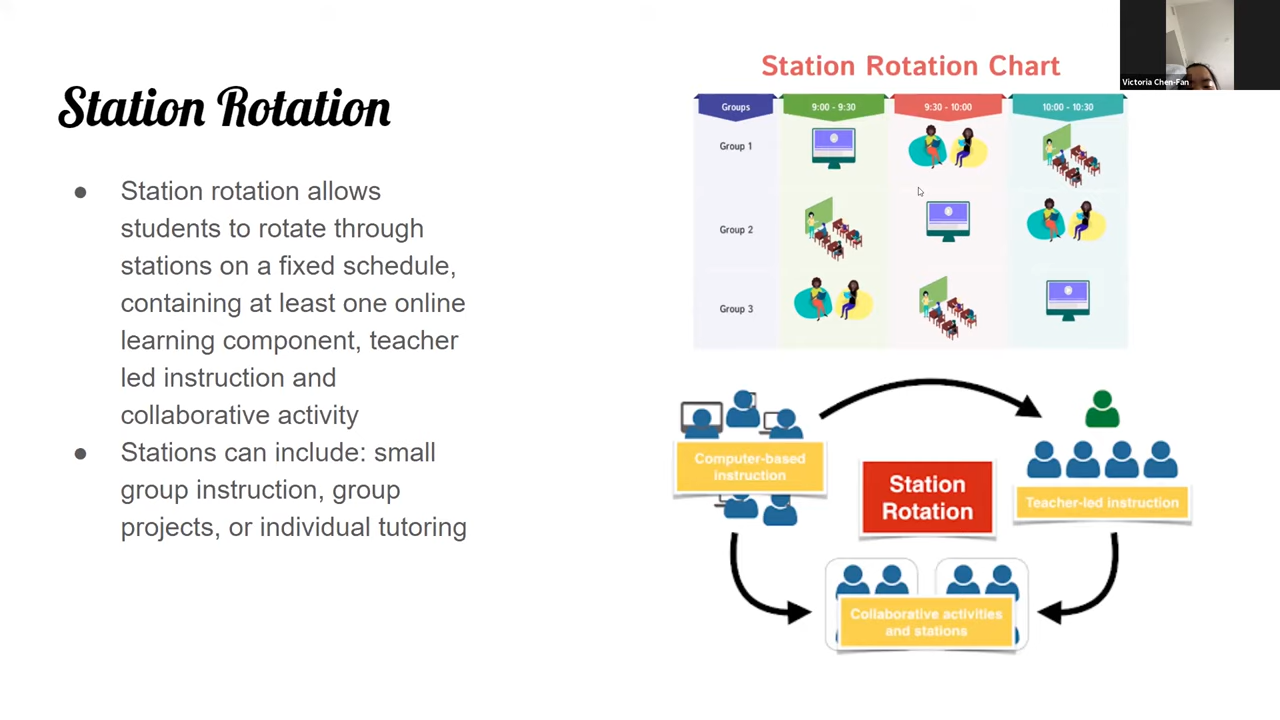 Station Rotation
● Station rotation allows
students to rotate through
stations on a fixed schedule,
containing at least one online
learning component, teacher
led instruction and
collaborative activity
● Stations can include: small
group instruction, group
projects, or individual tutoring
Station Rotation Chart
Groups 9:00 - 9:30 9:30 - 10:00 10:00 - 10:30
Group 1
Group 2
Group 3
Computer-based
instruction
Station
Rotation
Teacher-led instruction
Collaborative activities
and stations
Victoria Chen-Fan